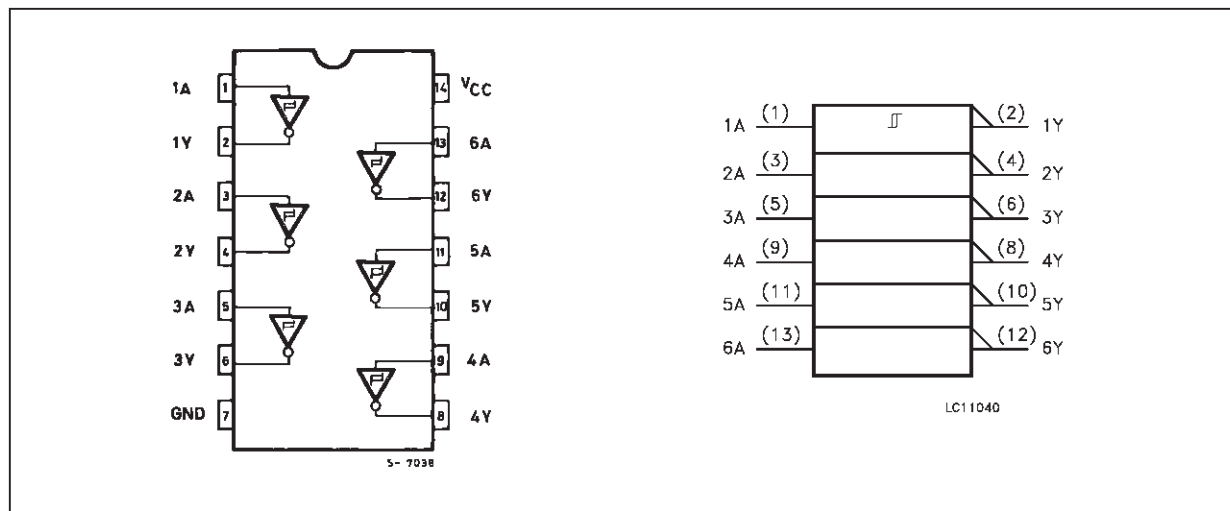 1A 1 14 VCC
1Y 2 13 6A
2A 3 12 6Y
2Y 4 11 5A
3A 5 10 5Y
3Y 6 9 4A
GND 7 8 4Y
S- 7038
1A (1) (2) 1Y
2A (3) (4) 2Y
3A (5) (6) 3Y
4A (9) (8) 4Y
5A (11) (10) 5Y
6A (13) (12) 6Y
LC11040